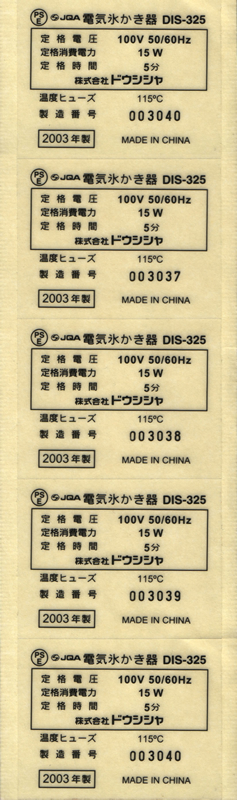 PSE JQA 電気氷かき器 DIS-325
定格電圧 100V 50/60Hz
定格消費電力 15 W
定格時間 5分
株式会社ドウシシャ
温度ヒューズ 115℃
製造番号 003040
2003年製 MADE IN CHINA
PSE JQA 電気氷かき器 DIS-325
定格電圧 100V 50/60Hz
定格消費電力 15 W
定格時間 5分
株式会社ドウシシャ
温度ヒューズ 115℃
製造番号 003037
2003年製 MADE IN CHINA
PSE JQA 電気氷かき器 DIS-325
定格電圧 100V 50/60Hz
定格消費電力 15 W
定格時間 5分
株式会社ドウシシャ
温度ヒューズ 115℃
製造番号 003038
2003年製 MADE IN CHINA
PSE JQA 電気氷かき器 DIS-325
定格電圧 100V 50/60Hz
定格消費電力 15 W
定格時間 5分
株式会社ドウシシャ
温度ヒューズ 115℃
製造番号 003039
2003年製 MADE IN CHINA
PSE JQA 電気氷かき器 DIS-325
定格電圧 100V 50/60Hz
定格消費電力 15 W
定格時間 5分
株式会社ドウシシャ
温度ヒューズ 115℃
製造番号 003040
2003年製 MADE IN CHINA